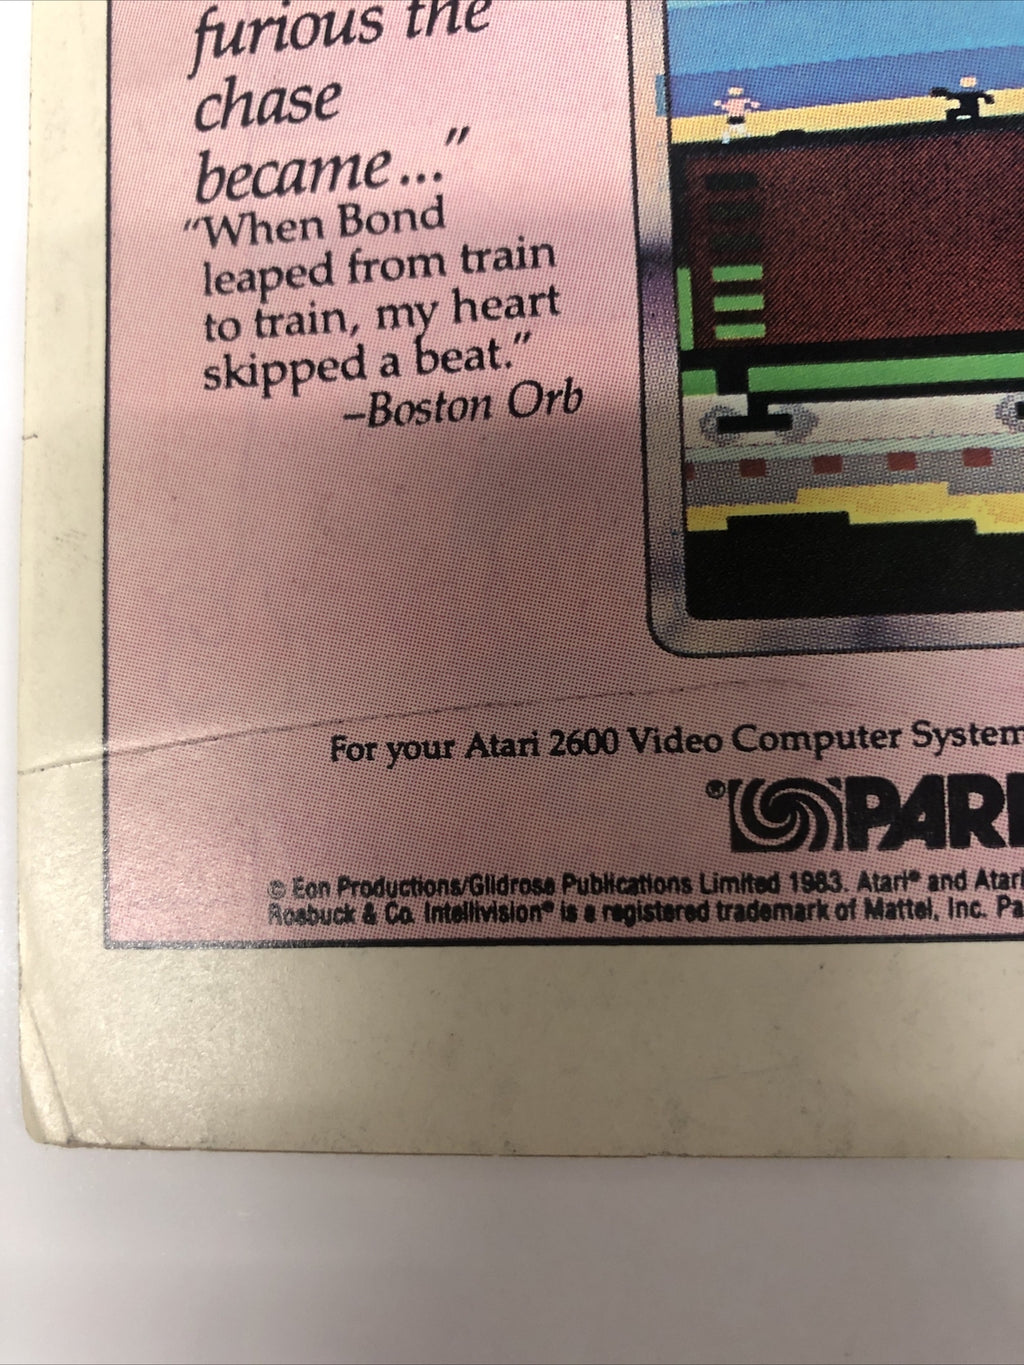 furious the
chase
became..."
"When Bond
leaped from train
to train, my heart
skipped a beat."
–Boston Orb
For your Atari 2600 Video Computer System
® PARK
© Eon Productions/Glidrose Publications Limited 1983. Atari® and Atari
Roebuck & Co. Intellivision® is a registered trademark of Mattel, Inc. Pa